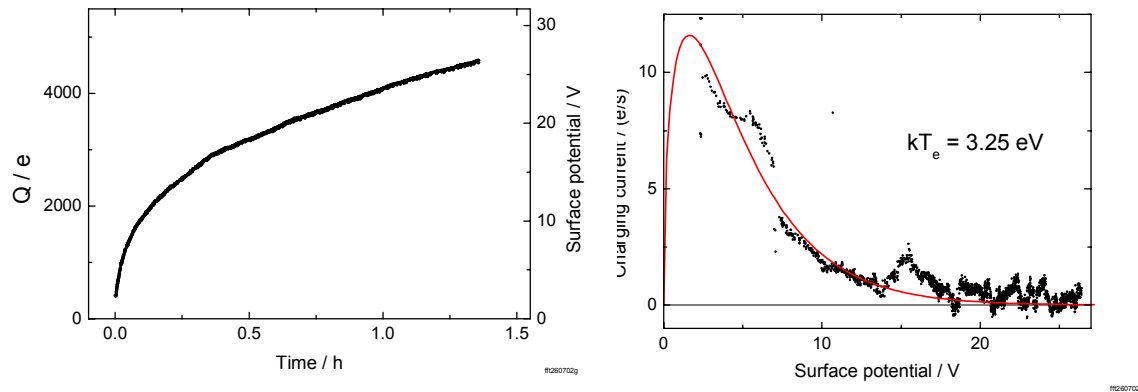 4000
2000
0
Q / e
0.0
0.5
1.0
1.5
Time / h
30
20
10
0
Surface potential / V
fft260702g
10
5
0
Charging current / (e/s)
0
10
20
Surface potential / V
kTₑ = 3.25 eV
fft260702